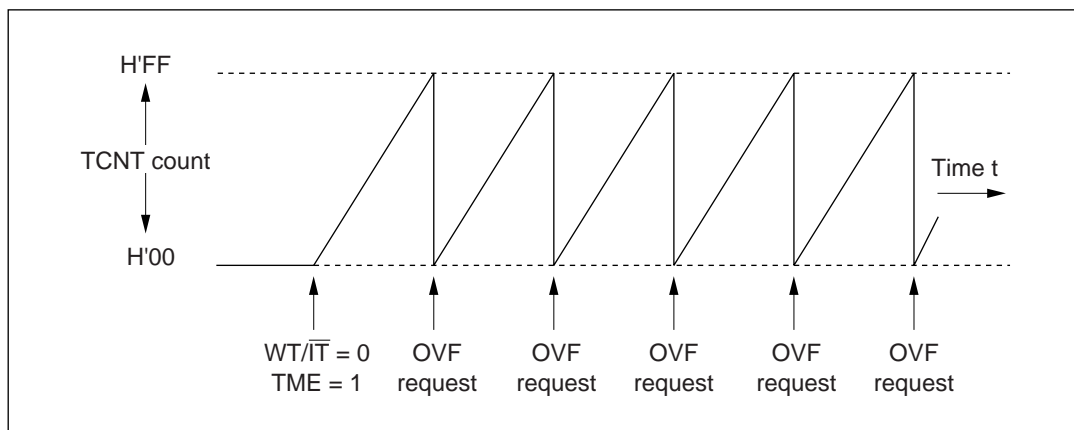 H'FF
TCNT count
Time t
H'00
WT/I̅T̅ = 0
TME = 1
OVF
request
OVF
request
OVF
request
OVF
request
OVF
request